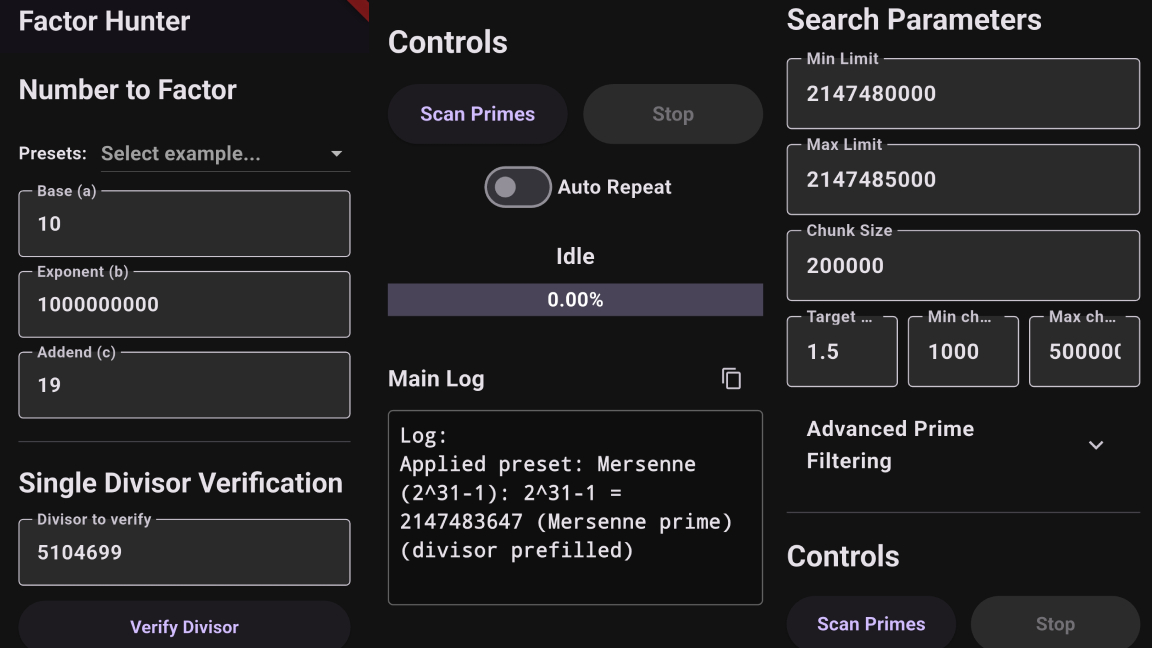 Factor Hunter
Number to Factor
Presets: Select example...
Base (a)
10
Exponent (b)
1000000000
Addend (c)
19
Single Divisor Verification
Divisor to verify
5104699
Verify Divisor
Controls
Scan Primes
Stop
Auto Repeat
Idle
0.00%
Main Log
Log:
Applied preset: Mersenne
(2^31-1): 2^31-1 =
2147483647 (Mersenne prime)
(divisor prefilled)
Search Parameters
Min Limit
2147480000
Max Limit
2147485000
Chunk Size
200000
Target ...
1.5
Min ch...
1000
Max ch...
500000
Advanced Prime
Filtering
Controls
Scan Primes
Stop